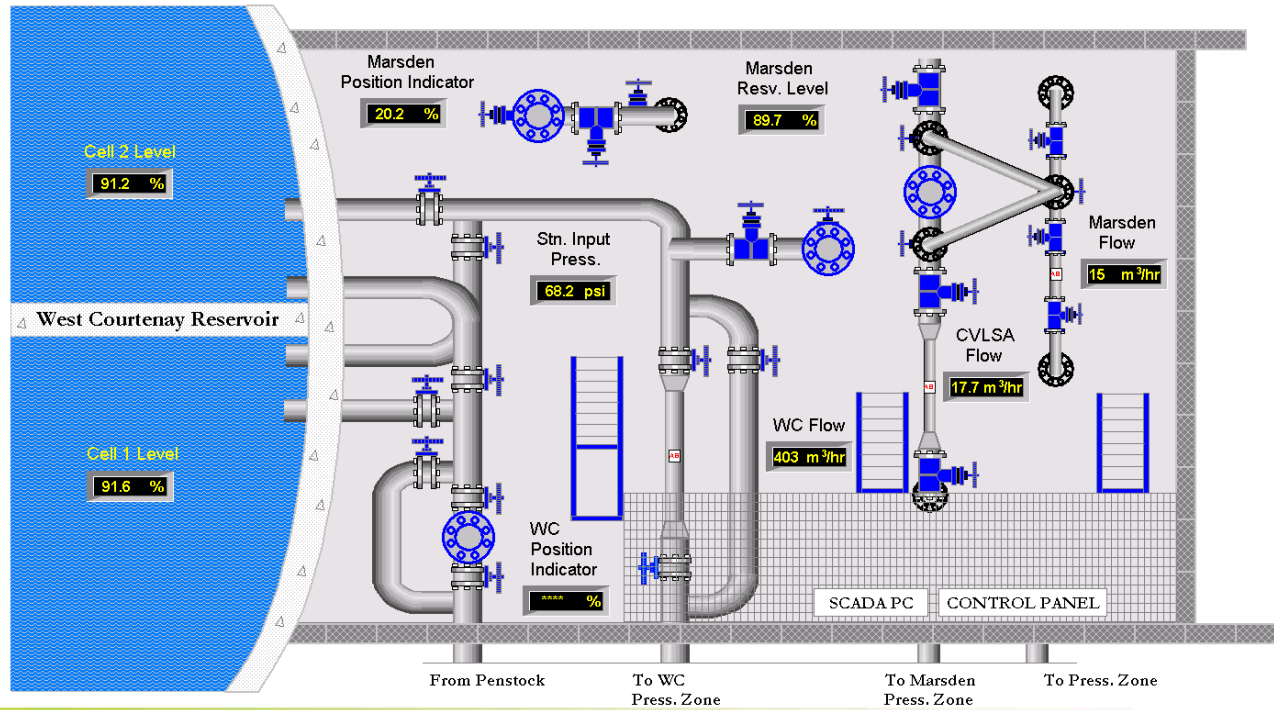 Marsden
Position Indicator
20.2 %
Marsden
Resv. Level
89.7 %
Cell 2 Level
91.2 %
Stn. Input
Press.
68.2 psi
Marsden
Flow
15 m³/hr
West Courtenay Reservoir
CVLSA
Flow
17.7 m³/hr
AB
AB
AB
WC Flow
403 m³/hr
Cell 1 Level
91.6 %
WC
Position
Indicator
**** %
SCADA PC
CONTROL PANEL
From Penstock
To WC
Press. Zone
To Marsden
Press. Zone
To Press. Zone